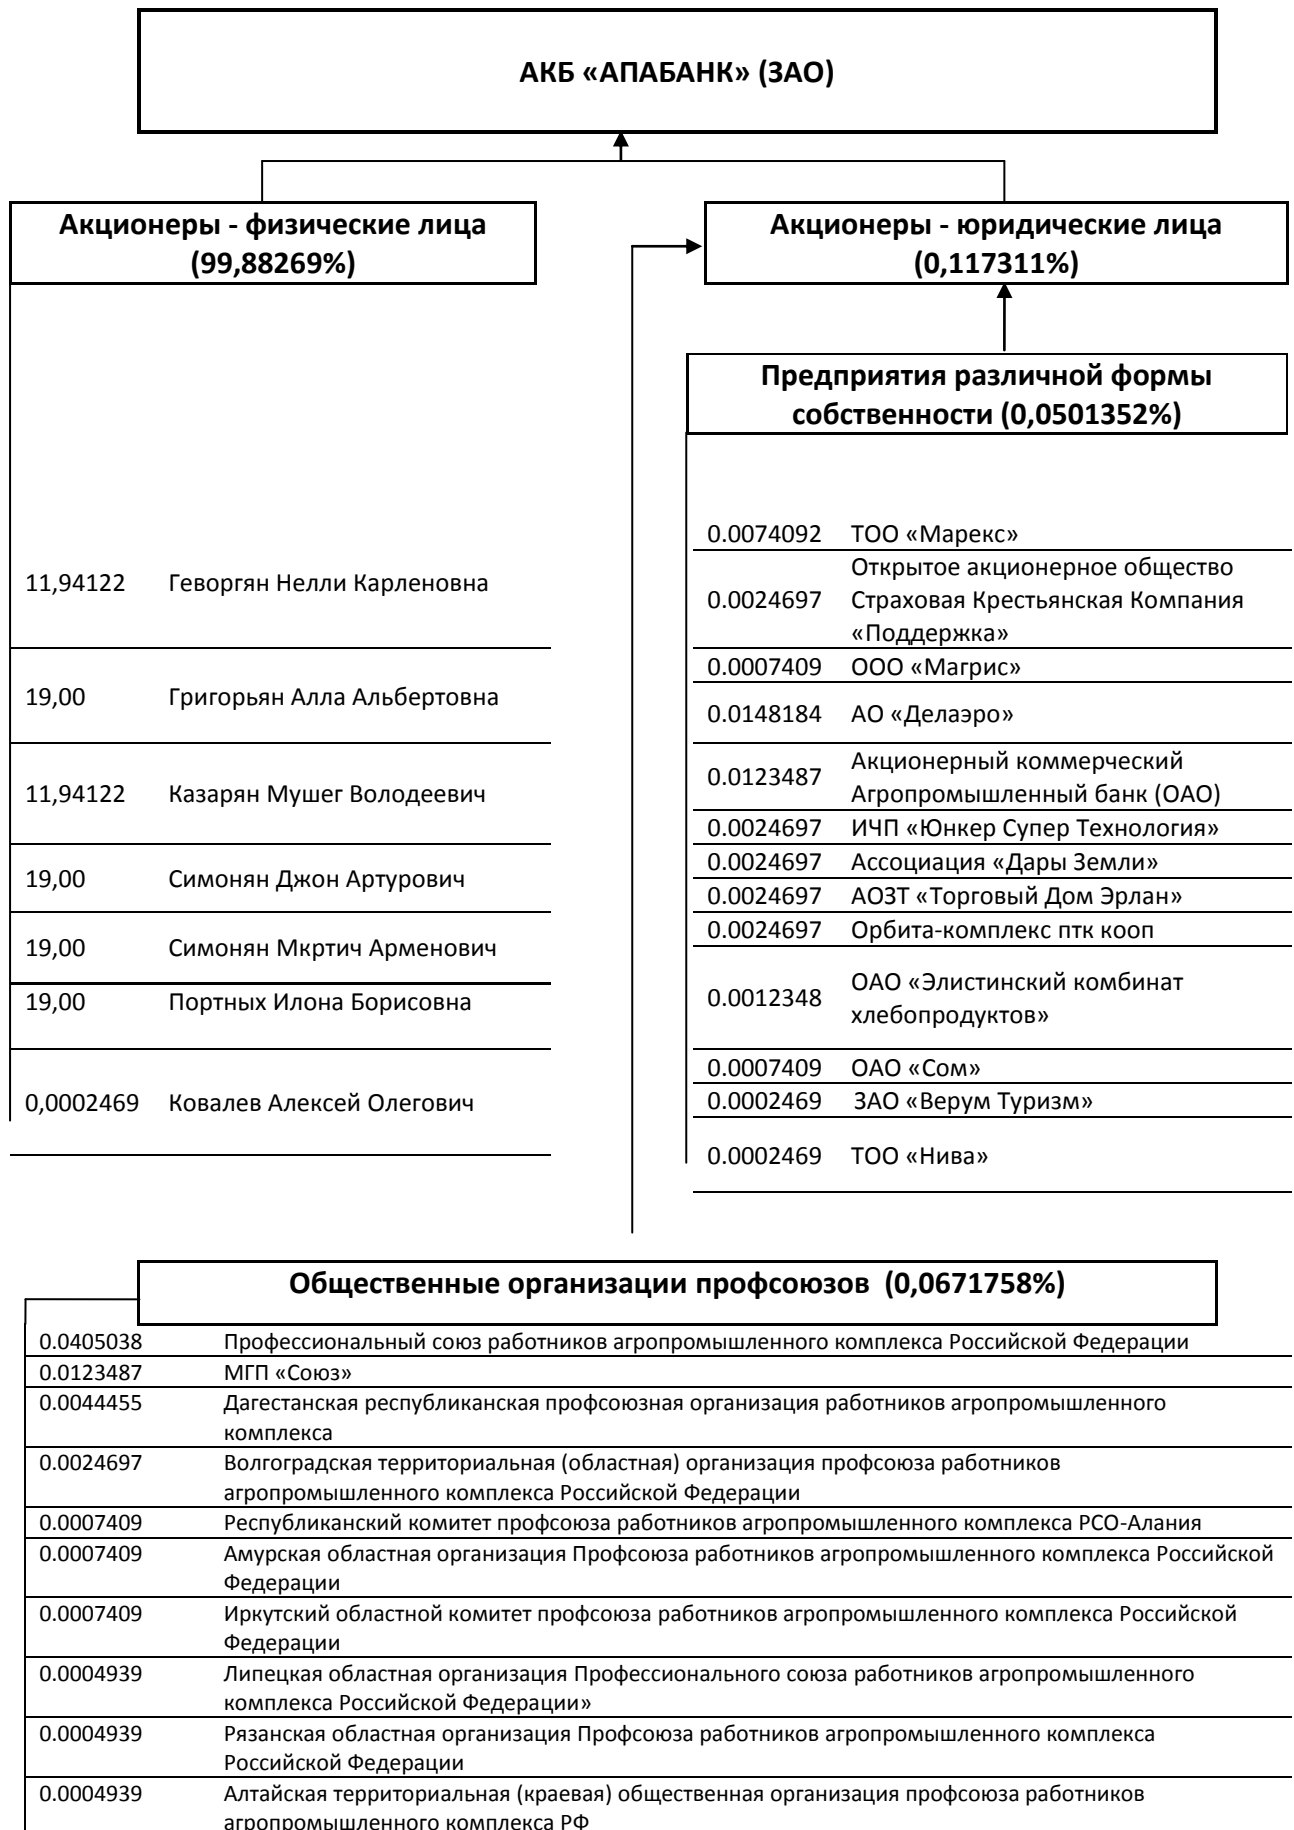 АКБ «АПАБАНК» (ЗАО)
Акционеры - физические лица
(99,88269%)
Акционеры - юридические лица
(0,117311%)
Предприятия различной формы
собственности (0,0501352%)
11,94122 Геворгян Нелли Карленовна
19,00 Григорьян Алла Альбертовна
11,94122 Казарян Мушег Володеевич
19,00 Симонян Джон Артурович
19,00 Симонян Мкртич Арменович
19,00 Портных Илона Борисовна
0,0002469 Ковалев Алексей Олегович
0.0074092 ТОО «Марекс»
Открытое акционерное общество
0.0024697 Страховая Крестьянская Компания
«Поддержка»
0.0007409 ООО «Магрис»
0.0148184 АО «Делаэро»
0.0123487 Акционерный коммерческий
Агропромышленный банк (ОАО)
0.0024697 ИЧП «Юнкер Супер Технология»
0.0024697 Ассоциация «Дары Земли»
0.0024697 АОЗТ «Торговый Дом Эрлан»
0.0024697 Орбита-комплекс птк кооп
0.0012348 ОАО «Элистинский комбинат
хлебопродуктов»
0.0007409 ОАО «Сом»
0.0002469 ЗАО «Верум Туризм»
0.0002469 ТОО «Нива»
Общественные организации профсоюзов (0,0671758%)
0.0405038 Профессиональный союз работников агропромышленного комплекса Российской Федерации
0.0123487 МГП «Союз»
0.0044455 Дагестанская республиканская профсоюзная организация работников агропромышленного
комплекса
0.0024697 Волгоградская территориальная (областная) организация профсоюза работников
агропромышленного комплекса Российской Федерации
0.0007409 Республиканский комитет профсоюза работников агропромышленного комплекса РСО-Алания
0.0007409 Амурская областная организация Профсоюза работников агропромышленного комплекса Российской
Федерации
0.0007409 Иркутский областной комитет профсоюза работников агропромышленного комплекса Российской
Федерации
0.0004939 Липецкая областная организация Профессионального союза работников агропромышленного
комплекса Российской Федерации»
0.0004939 Рязанская областная организация Профсоюза работников агропромышленного комплекса
Российской Федерации
0.0004939 Алтайская территориальная (краевая) общественная организация профсоюза работников
агропромышленного комплекса РФ